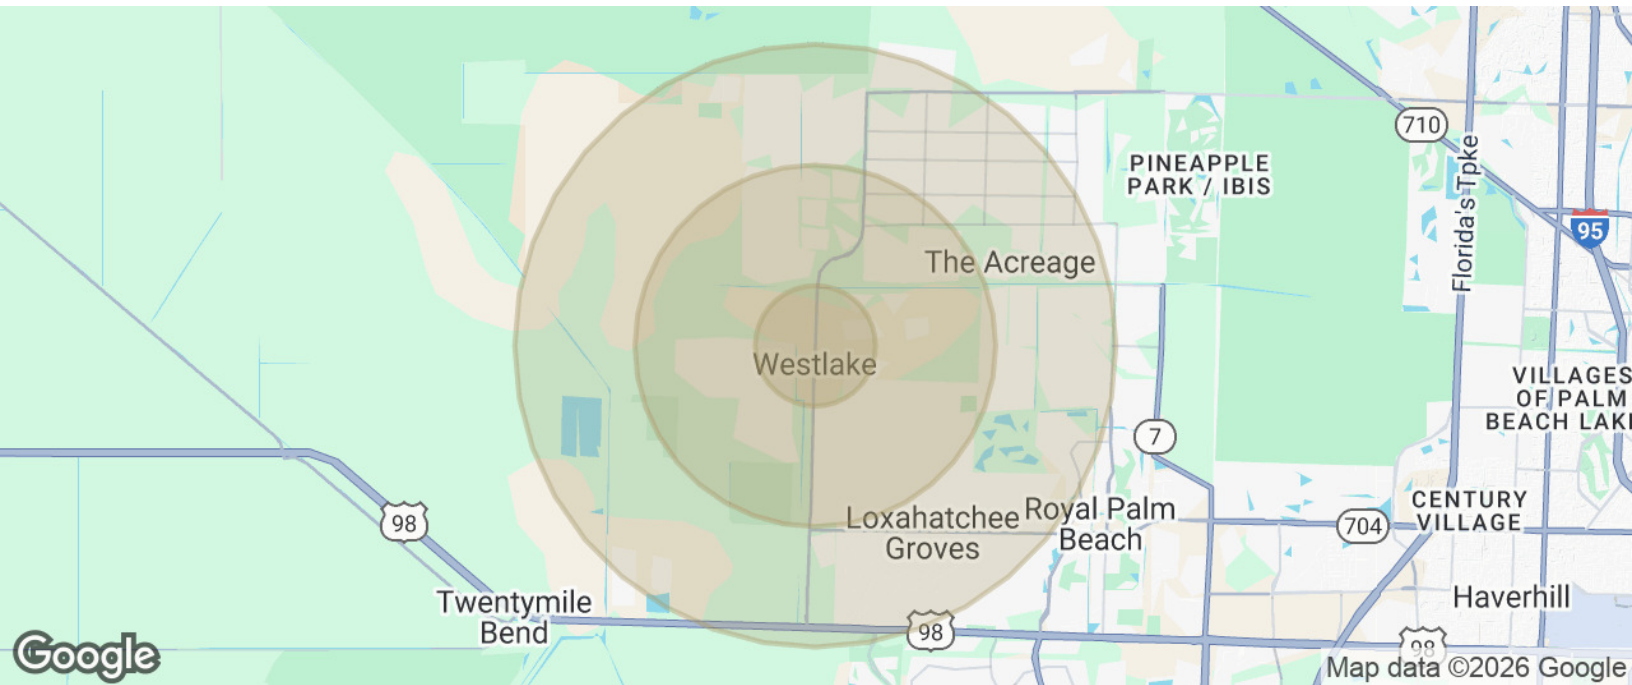 710
PINEAPPLE
PARK / IBIS
Florida's Tpke
95
The Acreage
Westlake
VILLAGES
OF PALM
BEACH LAKE
7
98
Loxahatchee
Groves
Royal Palm
Beach
704
CENTURY
VILLAGE
Twentymile
Bend
98
Haverhill
98
Google
Map data ©2026 Google